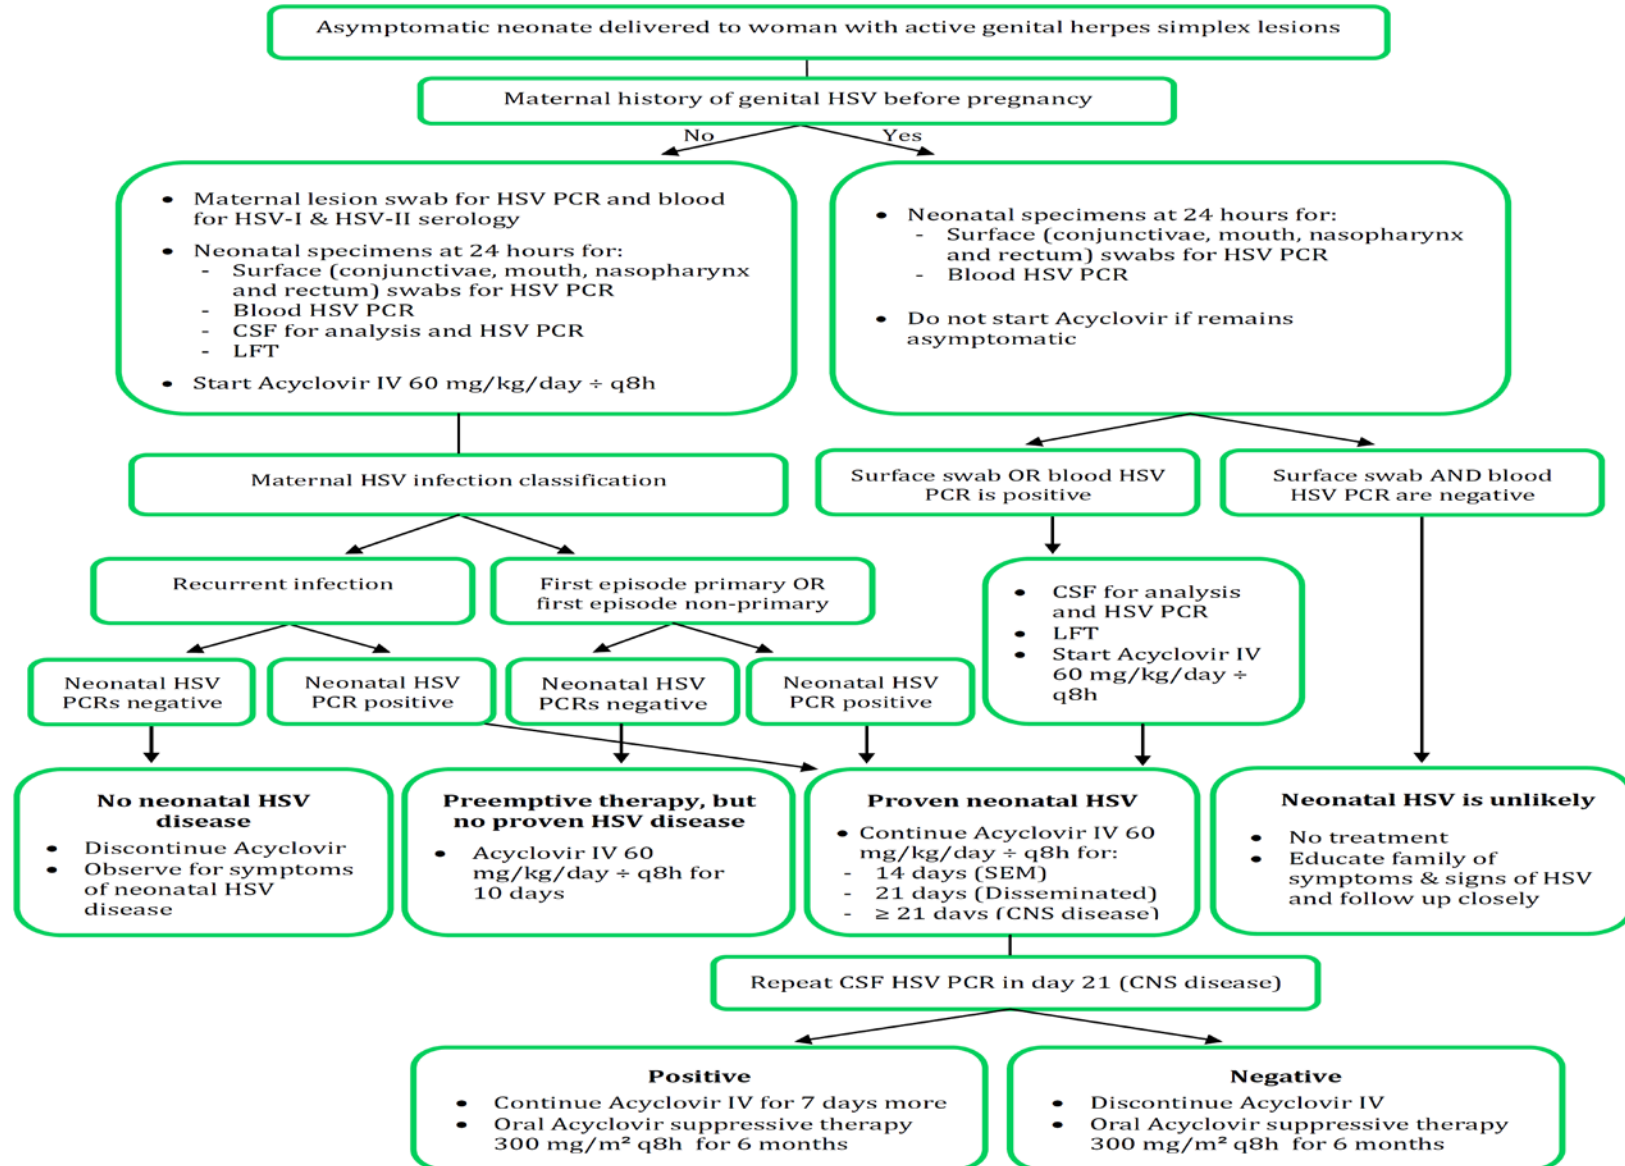 Asymptomatic neonate delivered to woman with active genital herpes simplex lesions
Maternal history of genital HSV before pregnancy
No
Yes
• Maternal lesion swab for HSV PCR and blood
for HSV-I & HSV-II serology
• Neonatal specimens at 24 hours for:
- Surface (conjunctivae, mouth, nasopharynx
and rectum) swabs for HSV PCR
- Blood HSV PCR
- CSF for analysis and HSV PCR
- LFT
• Start Acyclovir IV 60 mg/kg/day ÷ q8h
• Neonatal specimens at 24 hours for:
- Surface (conjunctivae, mouth, nasopharynx
and rectum) swabs for HSV PCR
- Blood HSV PCR
• Do not start Acyclovir if remains
asymptomatic
Maternal HSV infection classification
Surface swab OR blood HSV
PCR is positive
Surface swab AND blood
HSV PCR are negative
Recurrent infection
First episode primary OR
first episode non-primary
• CSF for analysis
and HSV PCR
• LFT
• Start Acyclovir IV
60 mg/kg/day ÷
q8h
Neonatal HSV
PCRs negative
Neonatal HSV
PCR positive
Neonatal HSV
PCRs negative
Neonatal HSV
PCR positive
No neonatal HSV
disease
• Discontinue Acyclovir
• Observe for symptoms
of neonatal HSV
disease
Preemptive therapy, but
no proven HSV disease
• Acyclovir IV 60
mg/kg/day ÷ q8h for
10 days
Proven neonatal HSV
• Continue Acyclovir IV 60
mg/kg/day ÷ q8h for:
- 14 days (SEM)
- 21 days (Disseminated)
- ≥ 21 days (CNS disease)
Neonatal HSV is unlikely
• No treatment
• Educate family of
symptoms & signs of HSV
and follow up closely
Repeat CSF HSV PCR in day 21 (CNS disease)
Positive
• Continue Acyclovir IV for 7 days more
• Oral Acyclovir suppressive therapy
300 mg/m² q8h for 6 months
Negative
• Discontinue Acyclovir IV
• Oral Acyclovir suppressive therapy
300 mg/m² q8h for 6 months